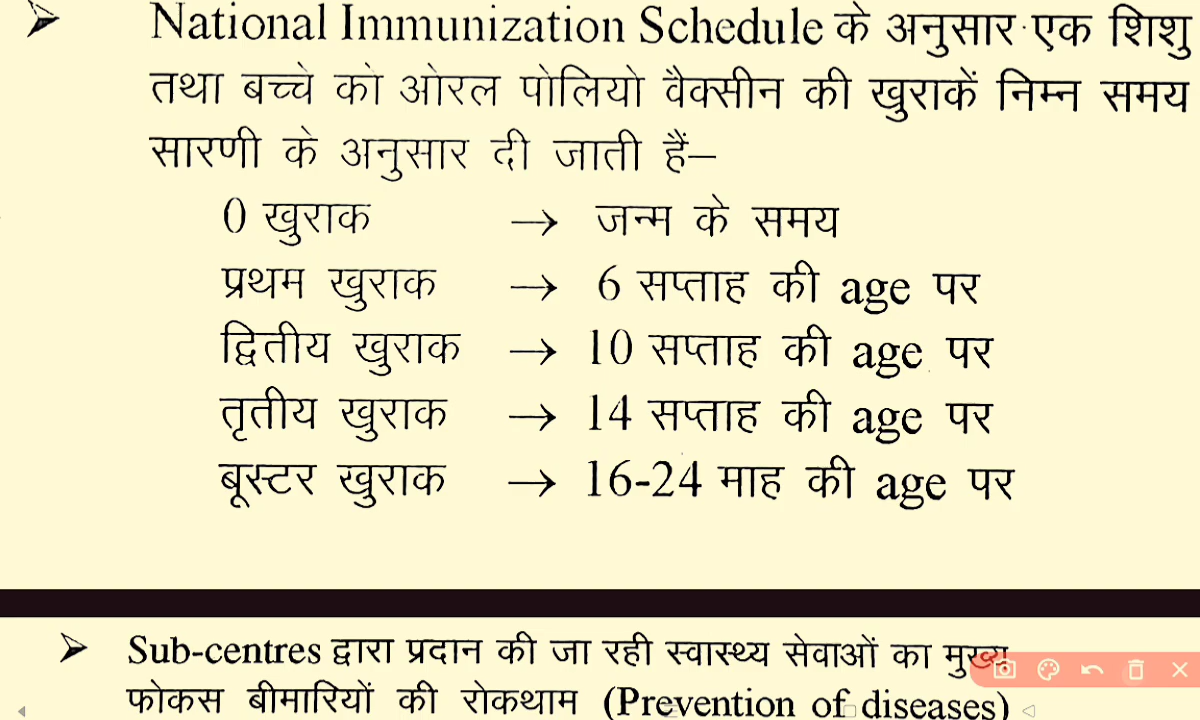 ➢ National Immunization Schedule के अनुसार एक शिशु
तथा बच्चे को ओरल पोलियो वैक्सीन की खुराकें निम्न समय
सारणी के अनुसार दी जाती हैं–
0 खुराक → जन्म के समय
प्रथम खुराक → 6 सप्ताह की age पर
द्वितीय खुराक → 10 सप्ताह की age पर
तृतीय खुराक → 14 सप्ताह की age पर
बूस्टर खुराक → 16-24 माह की age पर
➢ Sub-centres द्वारा प्रदान की जा रही स्वास्थ्य सेवाओं का मुख्य
फोकस बीमारियों की रोकथाम (Prevention of diseases)